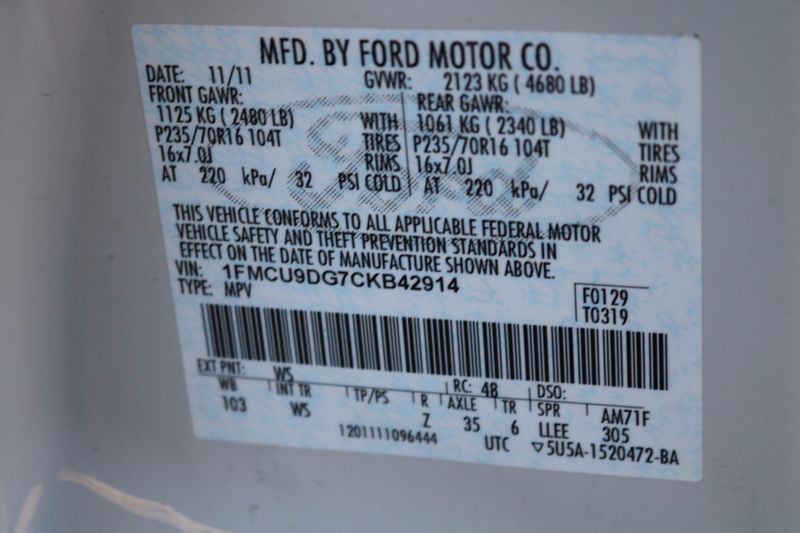 MFD. BY FORD MOTOR CO.
DATE: 11/11 GVWR: 2123 KG ( 4680 LB)
FRONT GAWR: REAR GAWR:
1125 KG ( 2480 LB) WITH 1061 KG ( 2340 LB) WITH
P235/70R16 104T TIRES P235/70R16 104T TIRES
16x7.0J RIMS 16x7.0J RIMS
AT 220 kPa/ 32 PSI COLD AT 220 kPa/ 32 PSI COLD
THIS VEHICLE CONFORMS TO ALL APPLICABLE FEDERAL MOTOR
VEHICLE SAFETY AND THEFT PREVENTION STANDARDS IN
EFFECT ON THE DATE OF MANUFACTURE SHOWN ABOVE.
VIN: 1FMCU9DG7CKB42914
TYPE: MPV
F0129
T0319
EXT PNT: WS RC: 48 DSO:
WB INT TR TP/PS R AXLE TR SPR AM71F
103 WS Z 35 6 LLEE 305
1201111096444 UTC ▽5U5A-1520472-BA
Ford